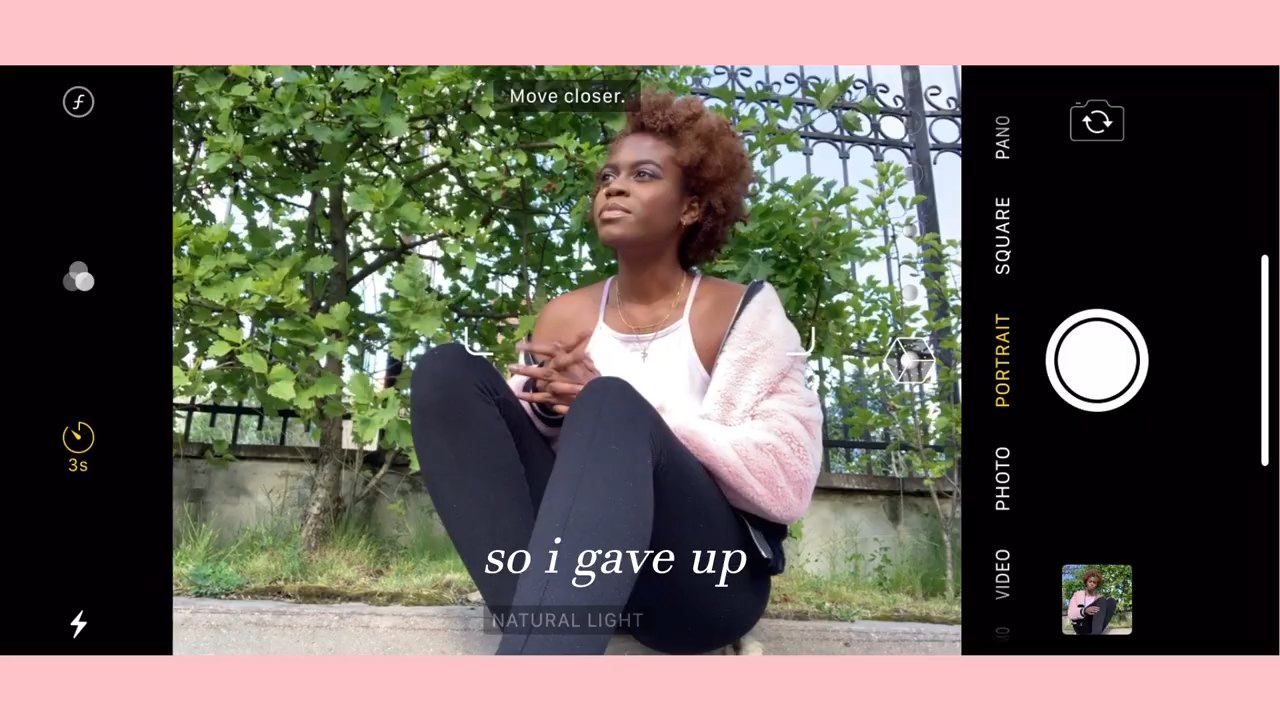 Move closer.
PANO
SQUARE
PORTRAIT
PHOTO
VIDEO
3s
so i gave up
NATURAL LIGHT